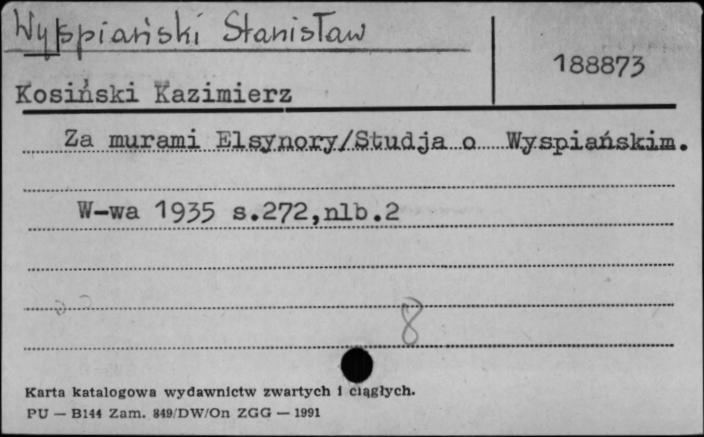 Wyspiański Stanisław
188873
Kosiński Kazimierz
Za murami Elsynory/Studja o Wyspiańskim.
W-wa 1935 s.272,nlb.2
8
Karta katalogowa wydawnictw zwartych i ciągłych.
PU — B144 Zam. 849/DW/On ZGG — 1991